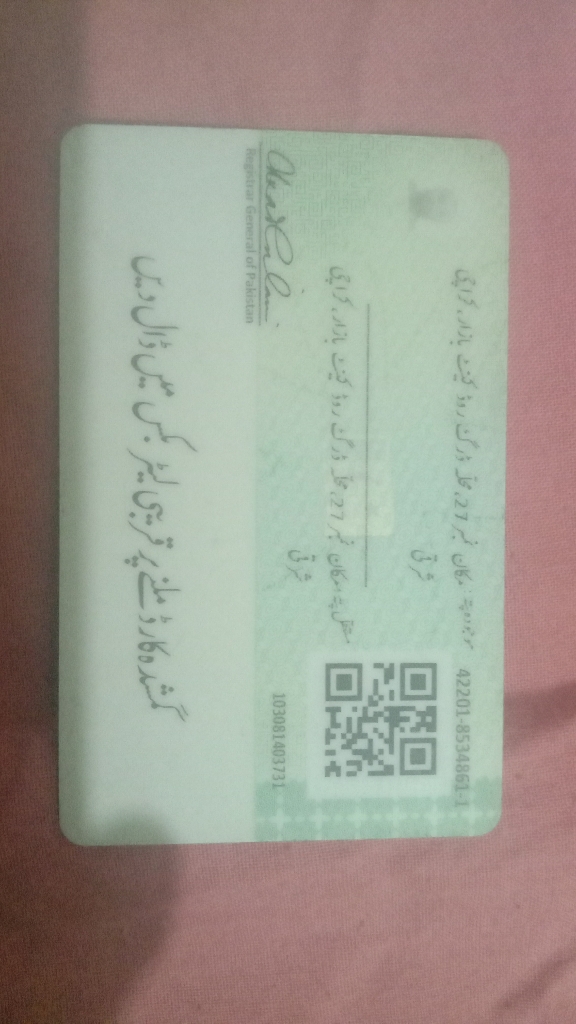 42201-8534861-1
موجودہ پتہ: مکان نمبر 27، محلہ ڈرگ روڈ کینٹ بازار، کراچی
شرقی
مستقل پتہ: مکان نمبر 27، محلہ ڈرگ روڈ کینٹ بازار، کراچی
شرقی
103081403731
Registrar General of Pakistan
گمشدہ کارڈ ملنے پر قریبی لیٹر بکس میں ڈال دیں